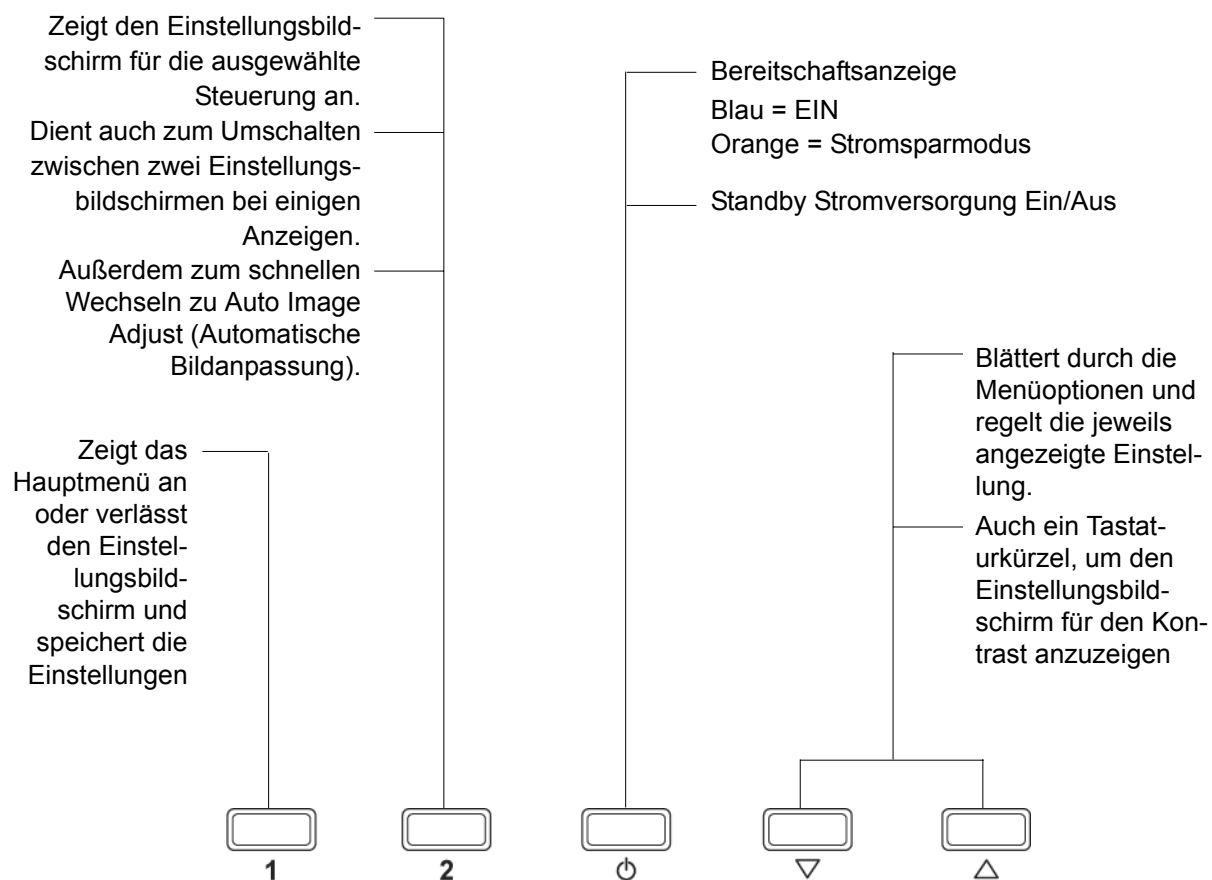 Zeigt den Einstellungsbild-
schirm für die ausgewählte
Steuerung an.
Dient auch zum Umschalten
zwischen zwei Einstellungs-
bildschirmen bei einigen
Anzeigen.
Außerdem zum schnellen
Wechseln zu Auto Image
Adjust (Automatische
Bildanpassung).
Zeigt das
Hauptmenü an
oder verlässt
den Einstel-
lungsbild-
schirm und
speichert die
Einstellungen
Bereitschaftsanzeige
Blau = EIN
Orange = Stromsparmodus
Standby Stromversorgung Ein/Aus
Blättert durch die
Menüoptionen und
regelt die jeweils
angezeigte Einstel-
lung.
Auch ein Tastatu-
rkürzel, um den
Einstellungsbild-
schirm für den Kon-
trast anzuzeigen
1 2